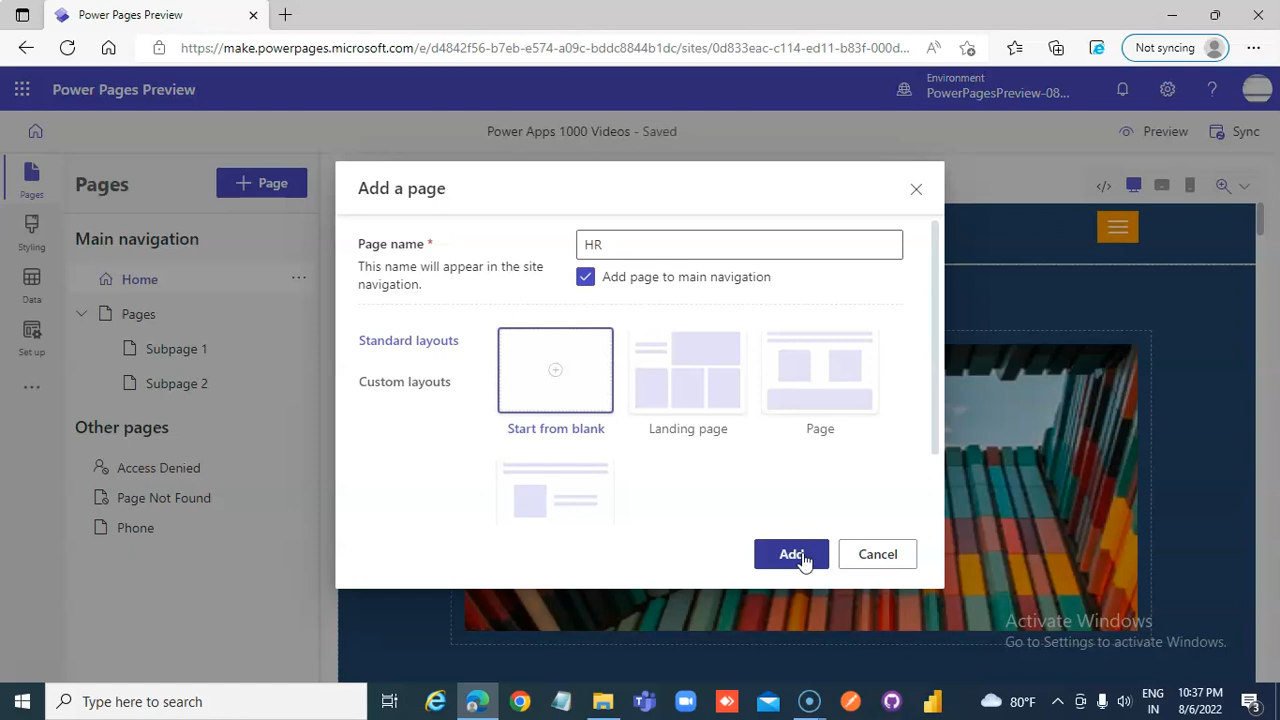 Power Pages Preview
https://make.powerpages.microsoft.com/e/d4842f56-b7eb-e574-a09c-bddc8844b1dc/sites/0d833eac-c114-ed11-b83f-000d...
Not syncing
Power Pages Preview
Environment
PowerPagesPreview-08...
Power Apps 1000 Videos - Saved
Preview
Sync
Pages
Styling
Data
Set up
Pages
Page
Main navigation
Home
Pages
Subpage 1
Subpage 2
Other pages
Access Denied
Page Not Found
Phone
Add a page
Page name *
This name will appear in the site
navigation.
HR
Add page to main navigation
Standard layouts
Custom layouts
Start from blank
Landing page
Page
Add
Cancel
Activate Windows
Go to Settings to activate Windows.
Type here to search
80°F
ENG
IN
10:37 PM
8/6/2022
3